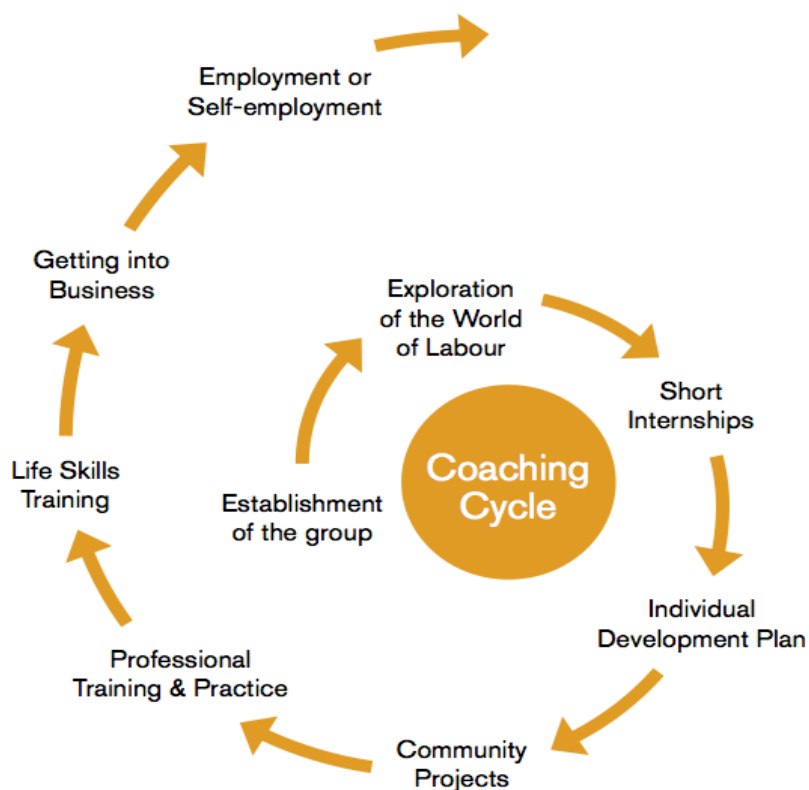 Employment or
Self-employment
Getting into
Business
Exploration
of the World
of Labour
Short
Internships
Life Skills
Training
Coaching
Cycle
Establishment
of the group
Individual
Development Plan
Professional
Training & Practice
Community
Projects